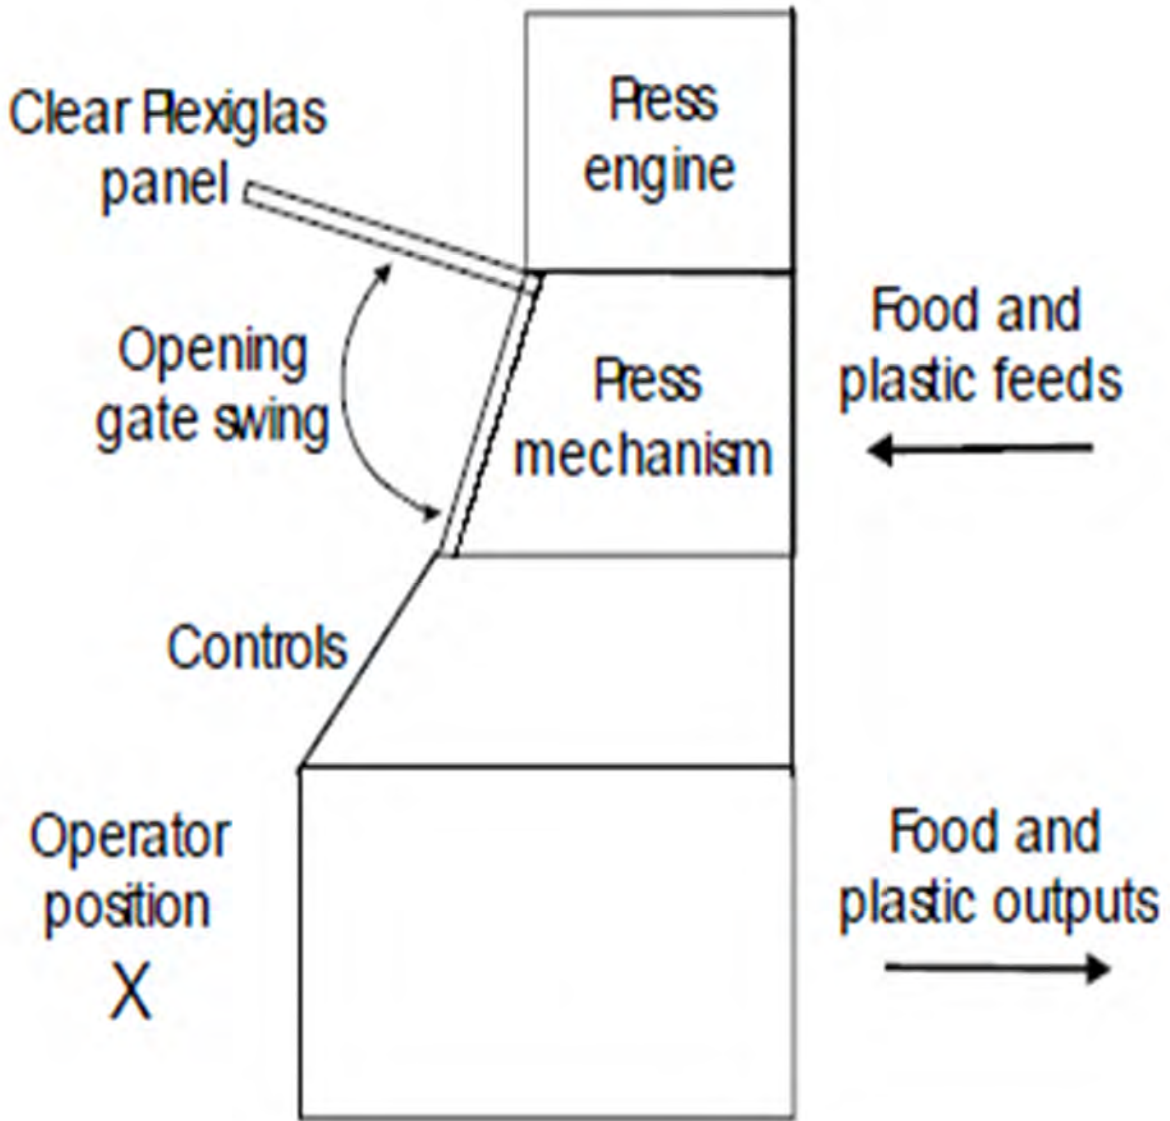 Press
engine
Clear Plexiglas
panel
Opening
gate swing
Press
mechanism
Food and
plastic feeds
Controls
Operator
position
X
Food and
plastic outputs